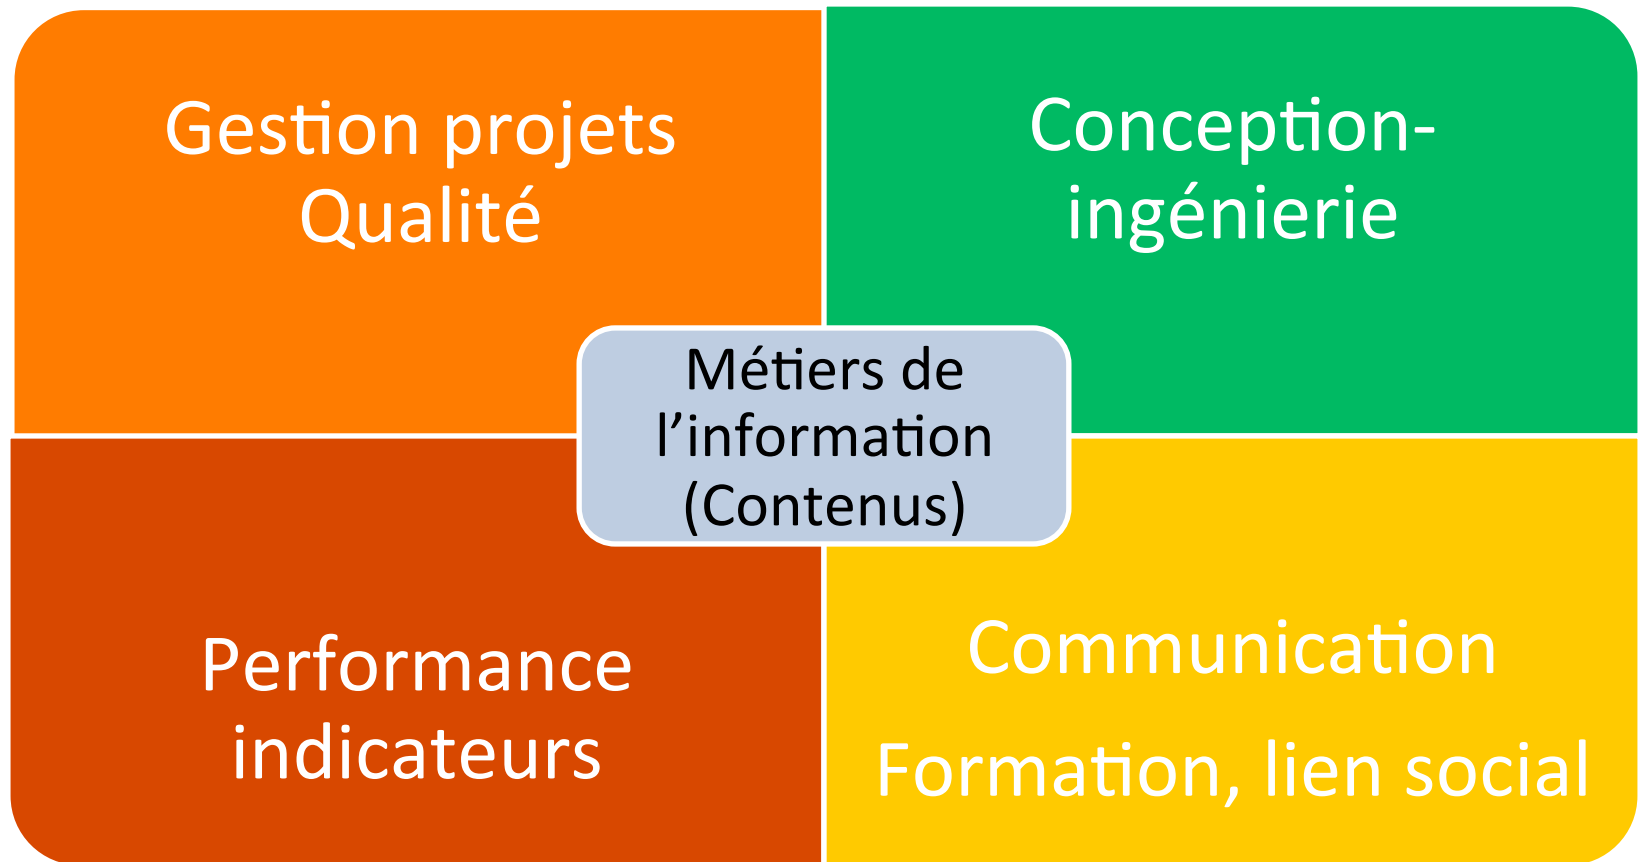 Gestion projets
Qualité
Conception-
ingénierie
Métiers de
l’information
(Contenus)
Performance
indicateurs
Communication
Formation, lien social